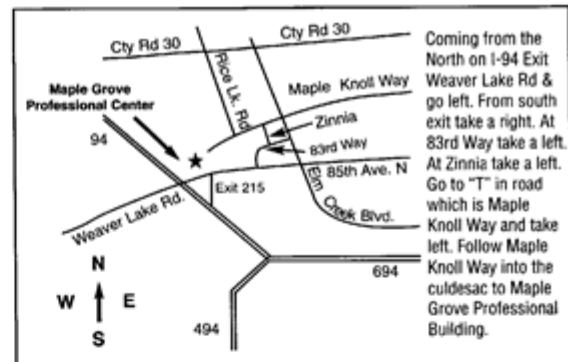 Cty Rd 30
Cty Rd 30
Rice Lk. Rd
Maple Knoll Way
Maple Grove
Professional Center
Zinnia
83rd Way
94
85th Ave. N
Exit 215
Weaver Lake Rd.
Elm Creek Blvd.
N
W E
S
694
494
Coming from the
North on I-94 Exit
Weaver Lake Rd &
go left. From south
exit take a right. At
83rd Way take a left.
At Zinnia take a left.
Go to "T" in road
which is Maple
Knoll Way and take
left. Follow Maple
Knoll Way into the
culdesac to Maple
Grove Professional
Building.